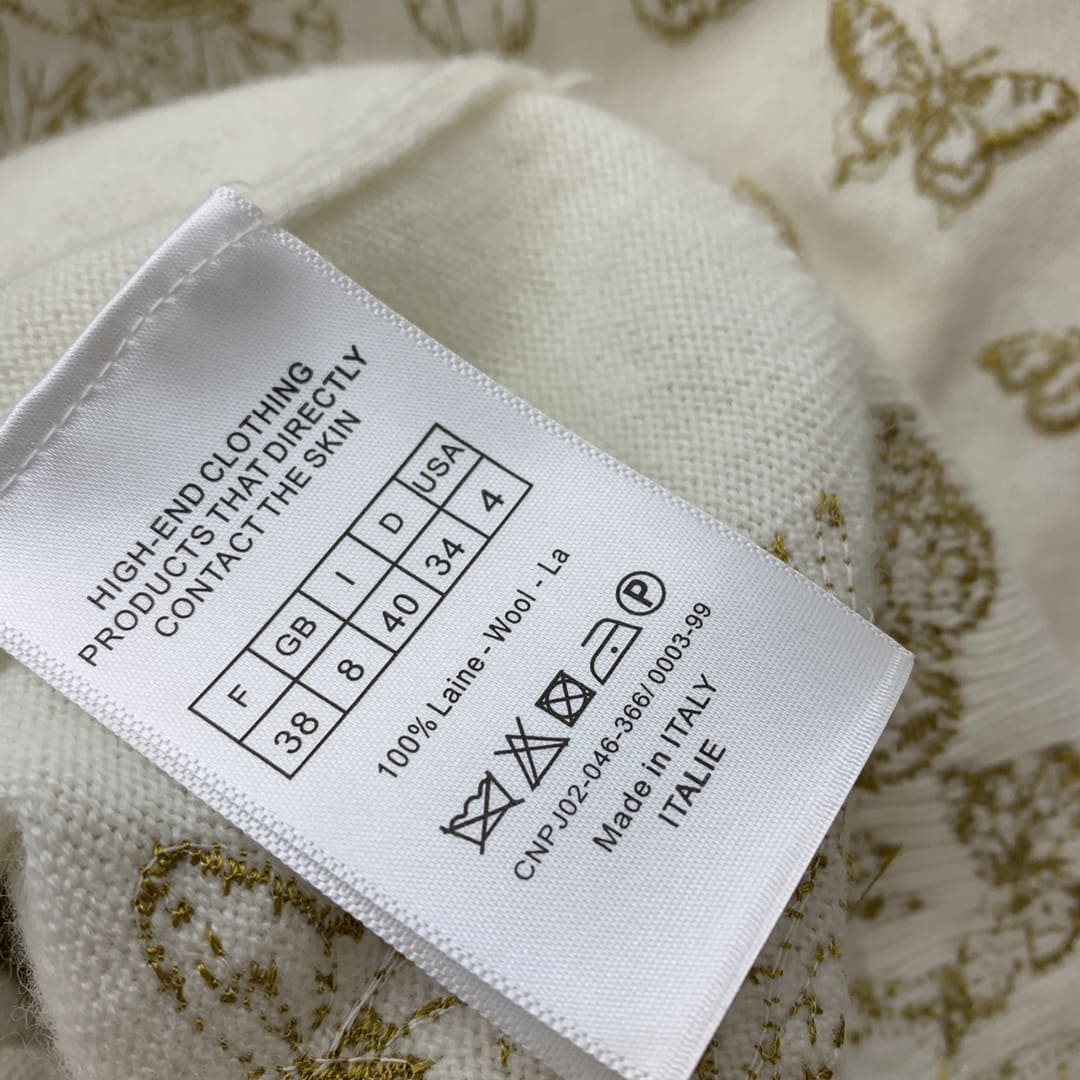 HIGH-END CLOTHING
PRODUCTS THAT DIRECTLY
CONTACT THE SKIN
F GB I D USA
38 8 40 34 4
100% Laine - Wool - La
P
CNPJ02-046-366/ 0003-99
Made in ITALY
ITALIE